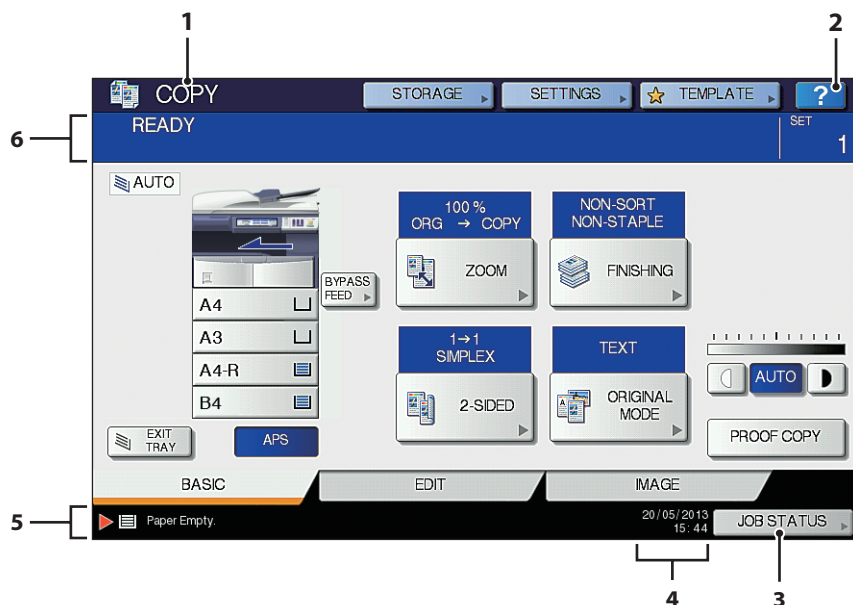 1
2
COPY
STORAGE
SETTINGS
TEMPLATE
?
6
READY
SET
1
AUTO
100 %
ORG → COPY
ZOOM
NON-SORT
NON-STAPLE
FINISHING
BYPASS
FEED
A4
A3
A4-R
B4
1→1
SIMPLEX
2-SIDED
TEXT
ORIGINAL
MODE
AUTO
EXIT
TRAY
APS
PROOF COPY
BASIC
EDIT
IMAGE
5
Paper Empty.
20/05/2013
15:44
JOB STATUS
4
3